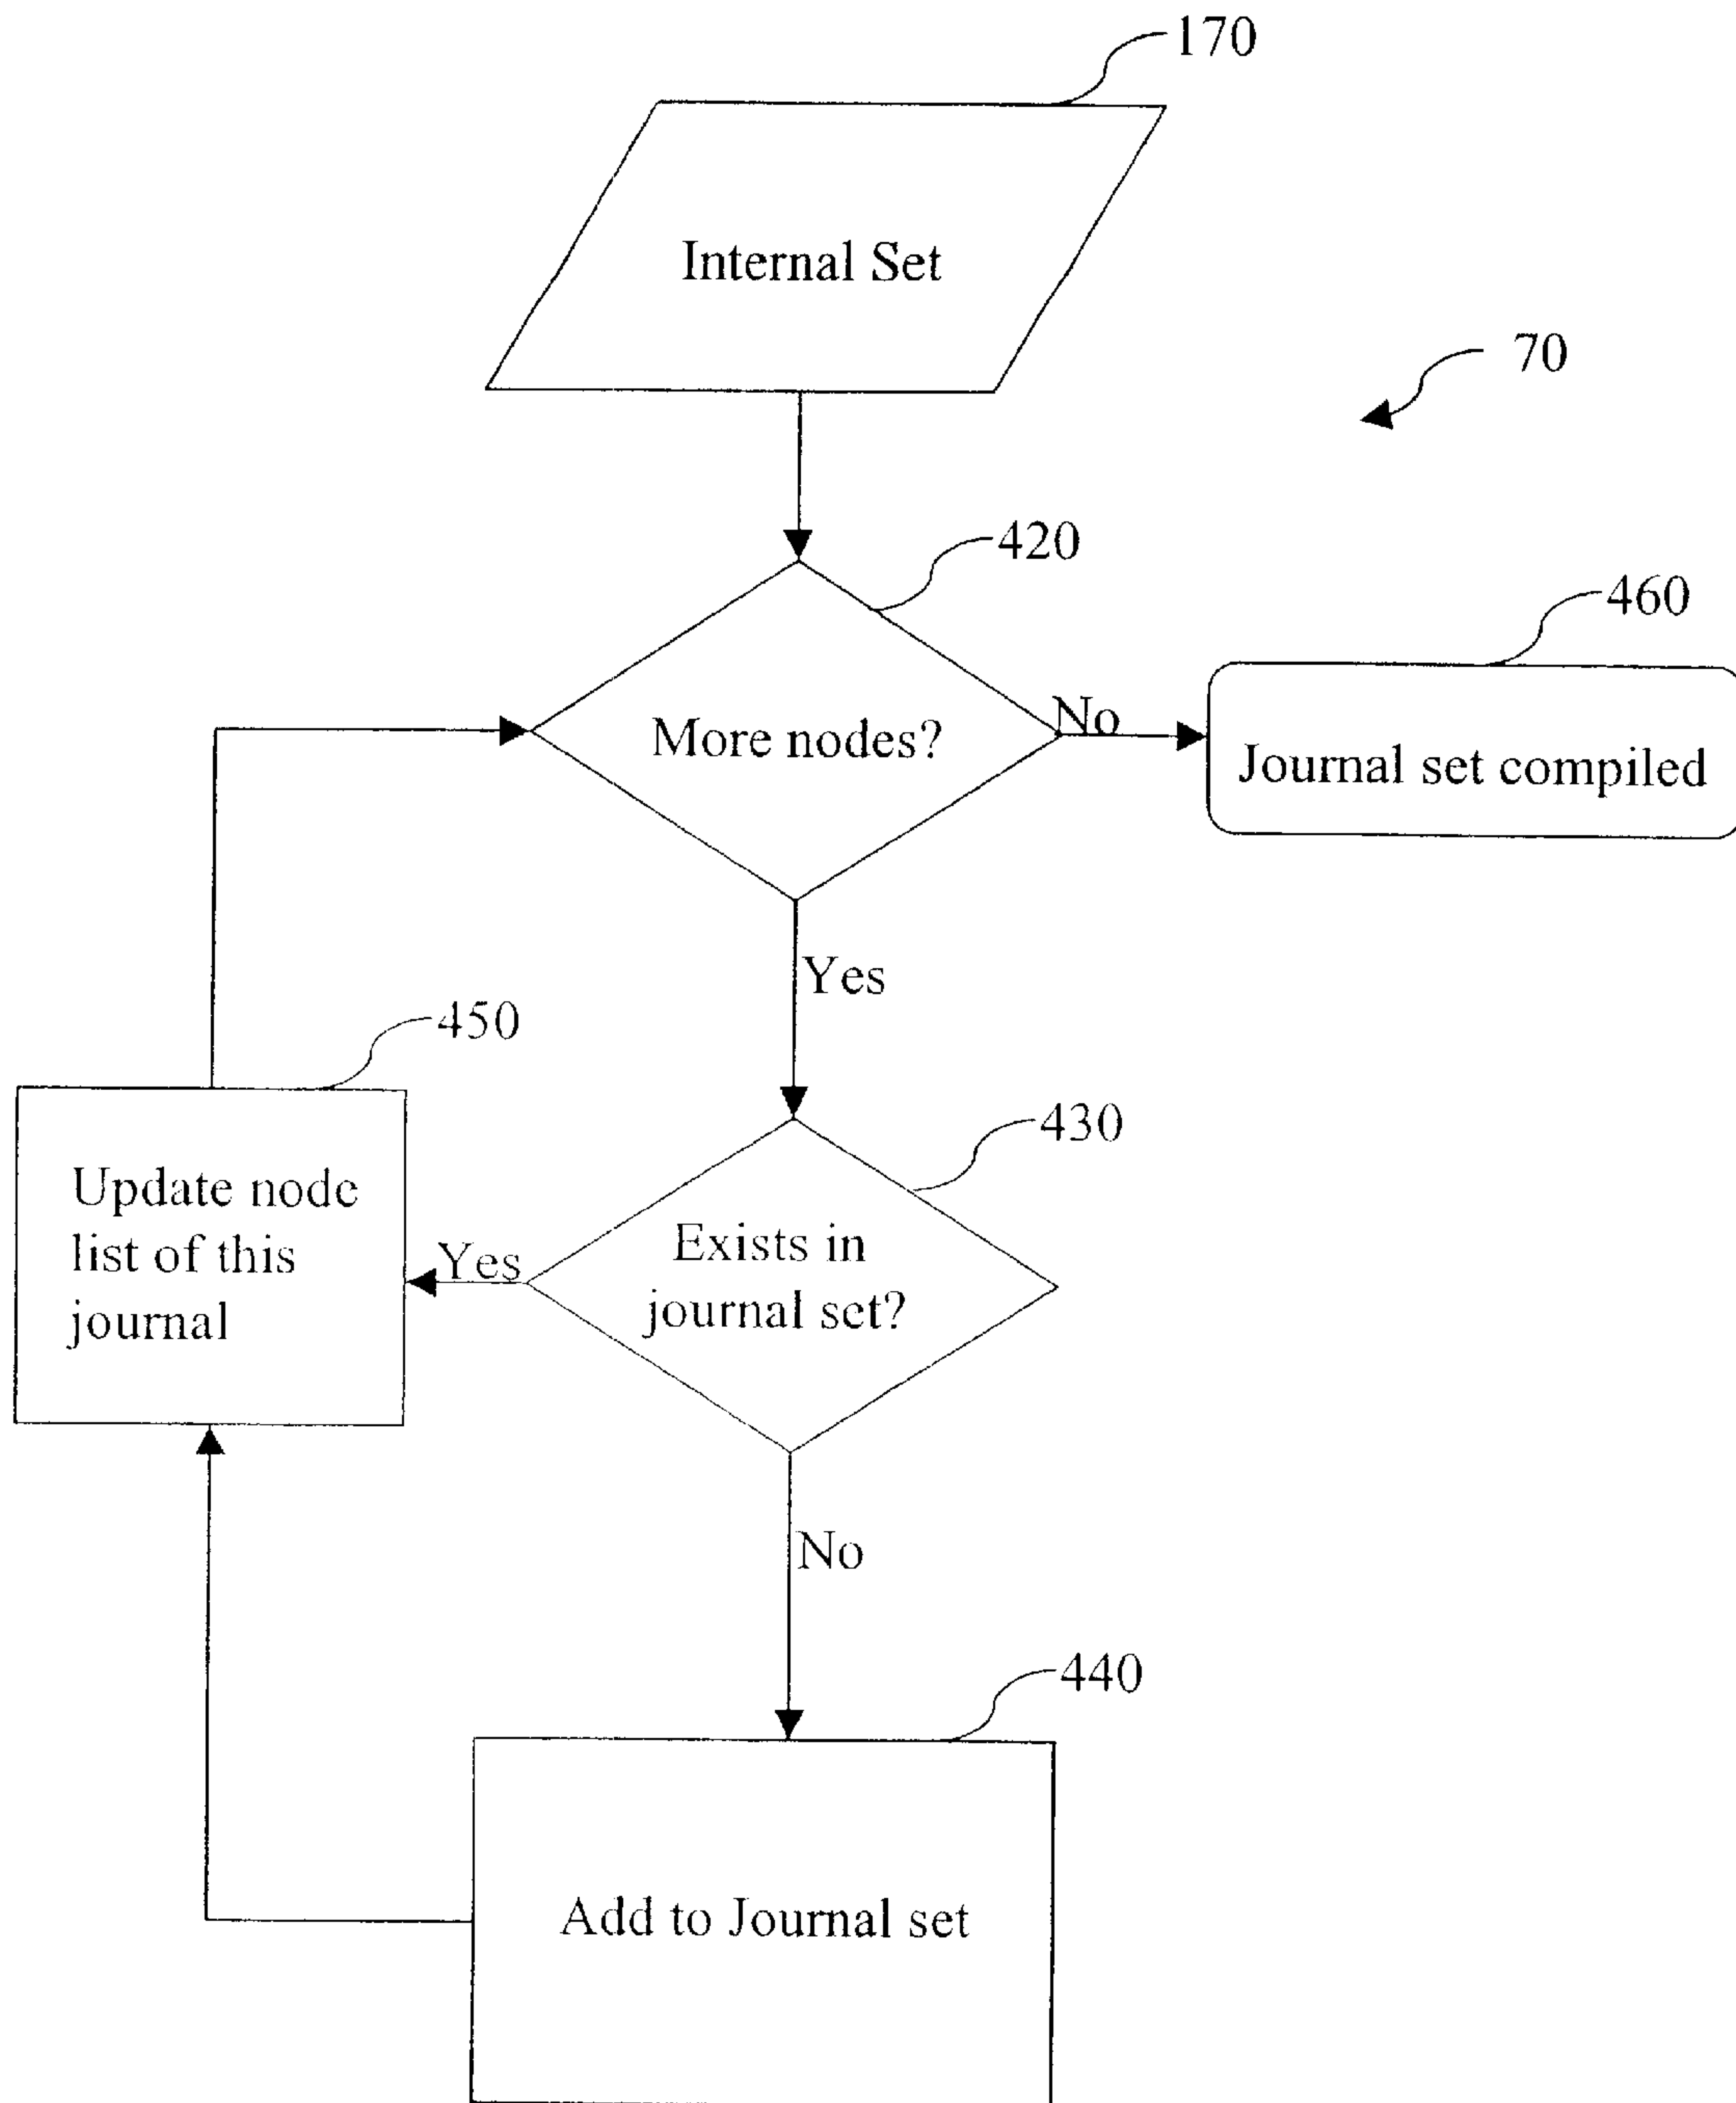 170
Internal Set
70
420
460
More nodes?
No
Journal set compiled
Yes
450
430
Update node
list of this
journal
Yes
Exists in
journal set?
No
440
Add to Journal set